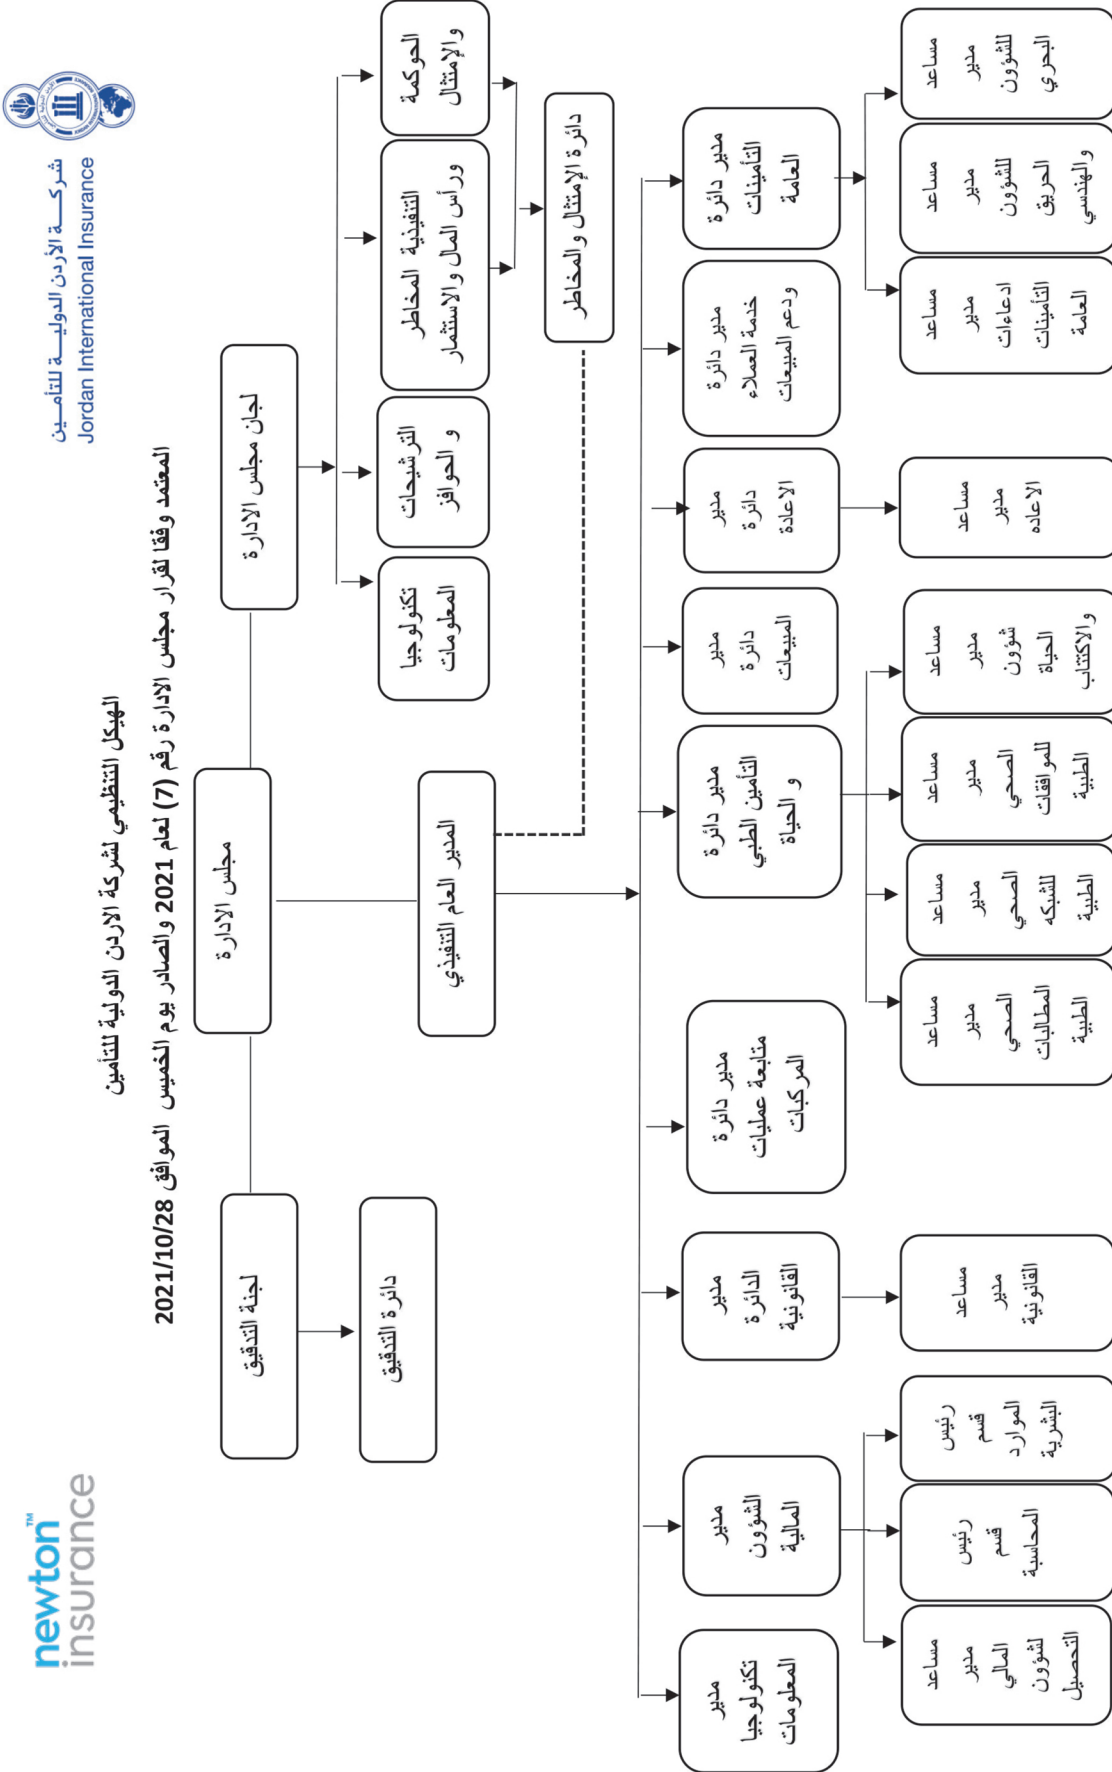 newton™
insurance
شركة الأردن الدولية للتأمين
Jordan International Insurance
الهيكل التنظيمي لشركة الاردن الدولية للتأمين
المعتمد وفقا لقرار مجلس الادارة رقم (7) لعام 2021 والصادر يوم الخميس الموافق 2021/10/28
مجلس الادارة
لجنة التدقيق
دائرة التدقيق
لجان مجلس الادارة
الحوكمة
والإمتثال
التنفيذية المخاطر
ورأس المال والاستثمار
الترشيحات
و الحوافز
تكنولوجيا
المعلومات
دائرة الإمتثال والمخاطر
المدير العام التنفيذي
مدير دائرة
التأمينات
العامة
مدير دائرة
خدمة العملاء
ودعم المبيعات
مدير
دائرة
الاعادة
مدير
دائرة
المبيعات
مدير دائرة
التأمين الطبي
و الحياة
مدير دائرة
متابعة عمليات
المركبات
مدير
الدائرة
القانونية
مدير
الشؤون
المالية
مدير
تكنولوجيا
المعلومات
مساعد
مدير
للشؤون
البحري
مساعد
مدير
للشؤون
الحريق
والهندسي
مساعد
مدير
ادعاءات
التأمينات
العامة
مساعد
مدير
الاعاده
مساعد
مدير
شؤون
الحياة
والاكتتاب
مساعد
مدير
الصحي
للموافقات
الطبية
مساعد
مدير
الصحي
للشبكه
الطبية
مساعد
مدير
الصحي
المطالبات
الطبية
مساعد
مدير
القانونية
رئيس
قسم
الموارد
البشرية
رئيس
قسم
المحاسبة
مساعد
مدير
المالي
لشؤون
التحصيل